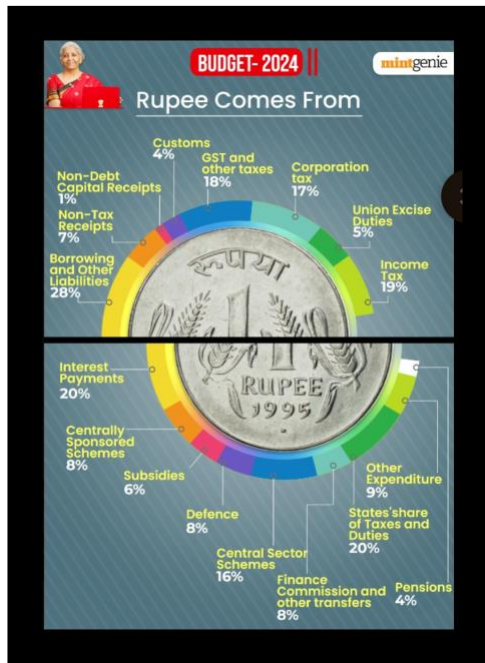 BUDGET- 2024
mintgenie
Rupee Comes From
Customs
4%
GST and
other taxes
18%
Corporation
tax
17%
Non-Debt
Capital Receipts
1%
Union Excise
Duties
5%
Non-Tax
Receipts
7%
Borrowing
and Other
Liabilities
28%
Income
Tax
19%
रुपया
1
RUPEE
1995
Interest
Payments
20%
Centrally
Sponsored
Schemes
8%
Subsidies
6%
Defence
8%
Central Sector
Schemes
16%
Finance
Commission and
other transfers
8%
States'share
of Taxes and
Duties
20%
Other
Expenditure
9%
Pensions
4%